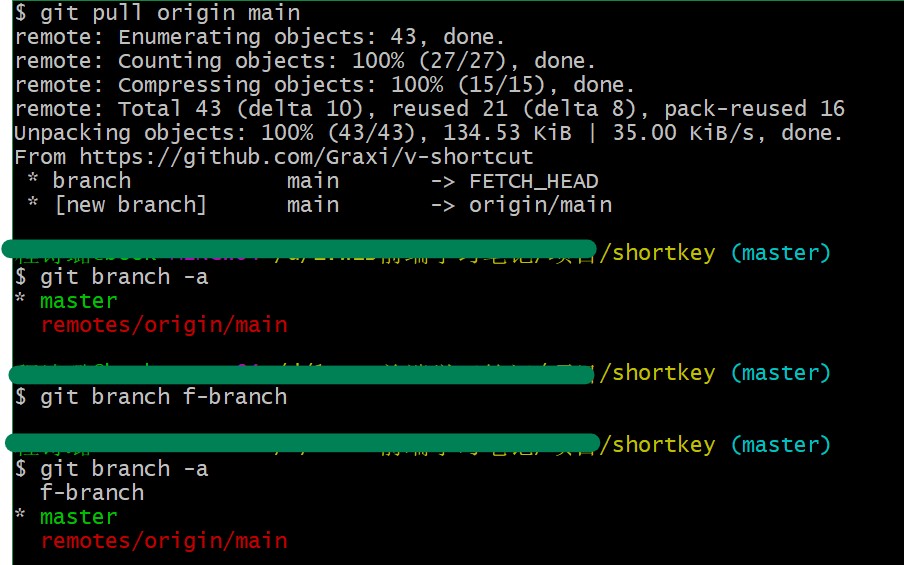 $ git pull origin main
remote: Enumerating objects: 43, done.
remote: Counting objects: 100% (27/27), done.
remote: Compressing objects: 100% (15/15), done.
remote: Total 43 (delta 10), reused 21 (delta 8), pack-reused 16
Unpacking objects: 100% (43/43), 134.53 KiB | 35.00 KiB/s, done.
From https://github.com/Graxi/v-shortcut
* branch main -> FETCH_HEAD
* [new branch] main -> origin/main
/shortkey (master)
$ git branch -a
* master
remotes/origin/main
/shortkey (master)
$ git branch f-branch
/shortkey (master)
$ git branch -a
f-branch
* master
remotes/origin/main